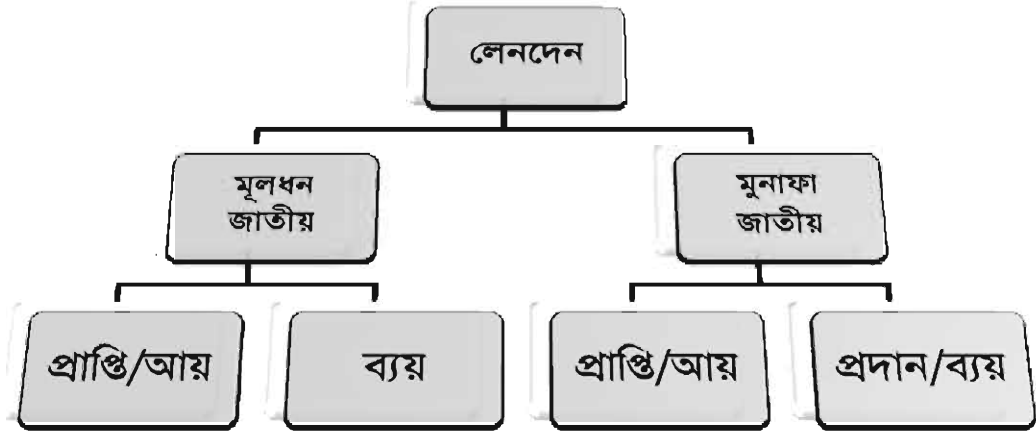 লেনদেন
মূলধন
জাতীয়
মুনাফা
জাতীয়
প্রাপ্তি/আয়
ব্যয়
প্রাপ্তি/আয়
প্রদান/ব্যয়